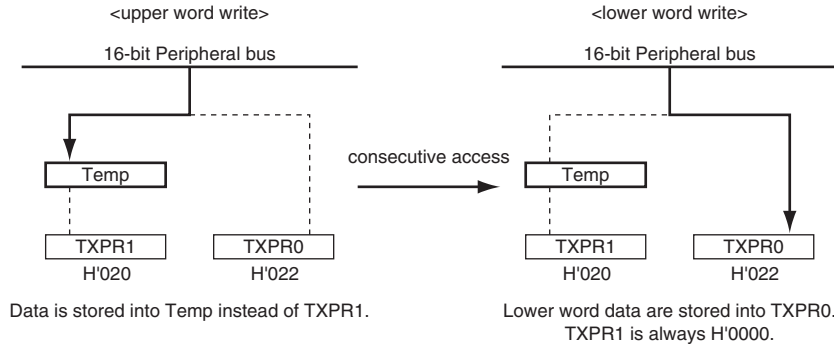 <upper word write>
16-bit Peripheral bus
Temp
TXPR1 TXPR0
H'020 H'022
Data is stored into Temp instead of TXPR1.
consecutive access
<lower word write>
16-bit Peripheral bus
Temp
TXPR1 TXPR0
H'020 H'022
Lower word data are stored into TXPR0.
TXPR1 is always H'0000.